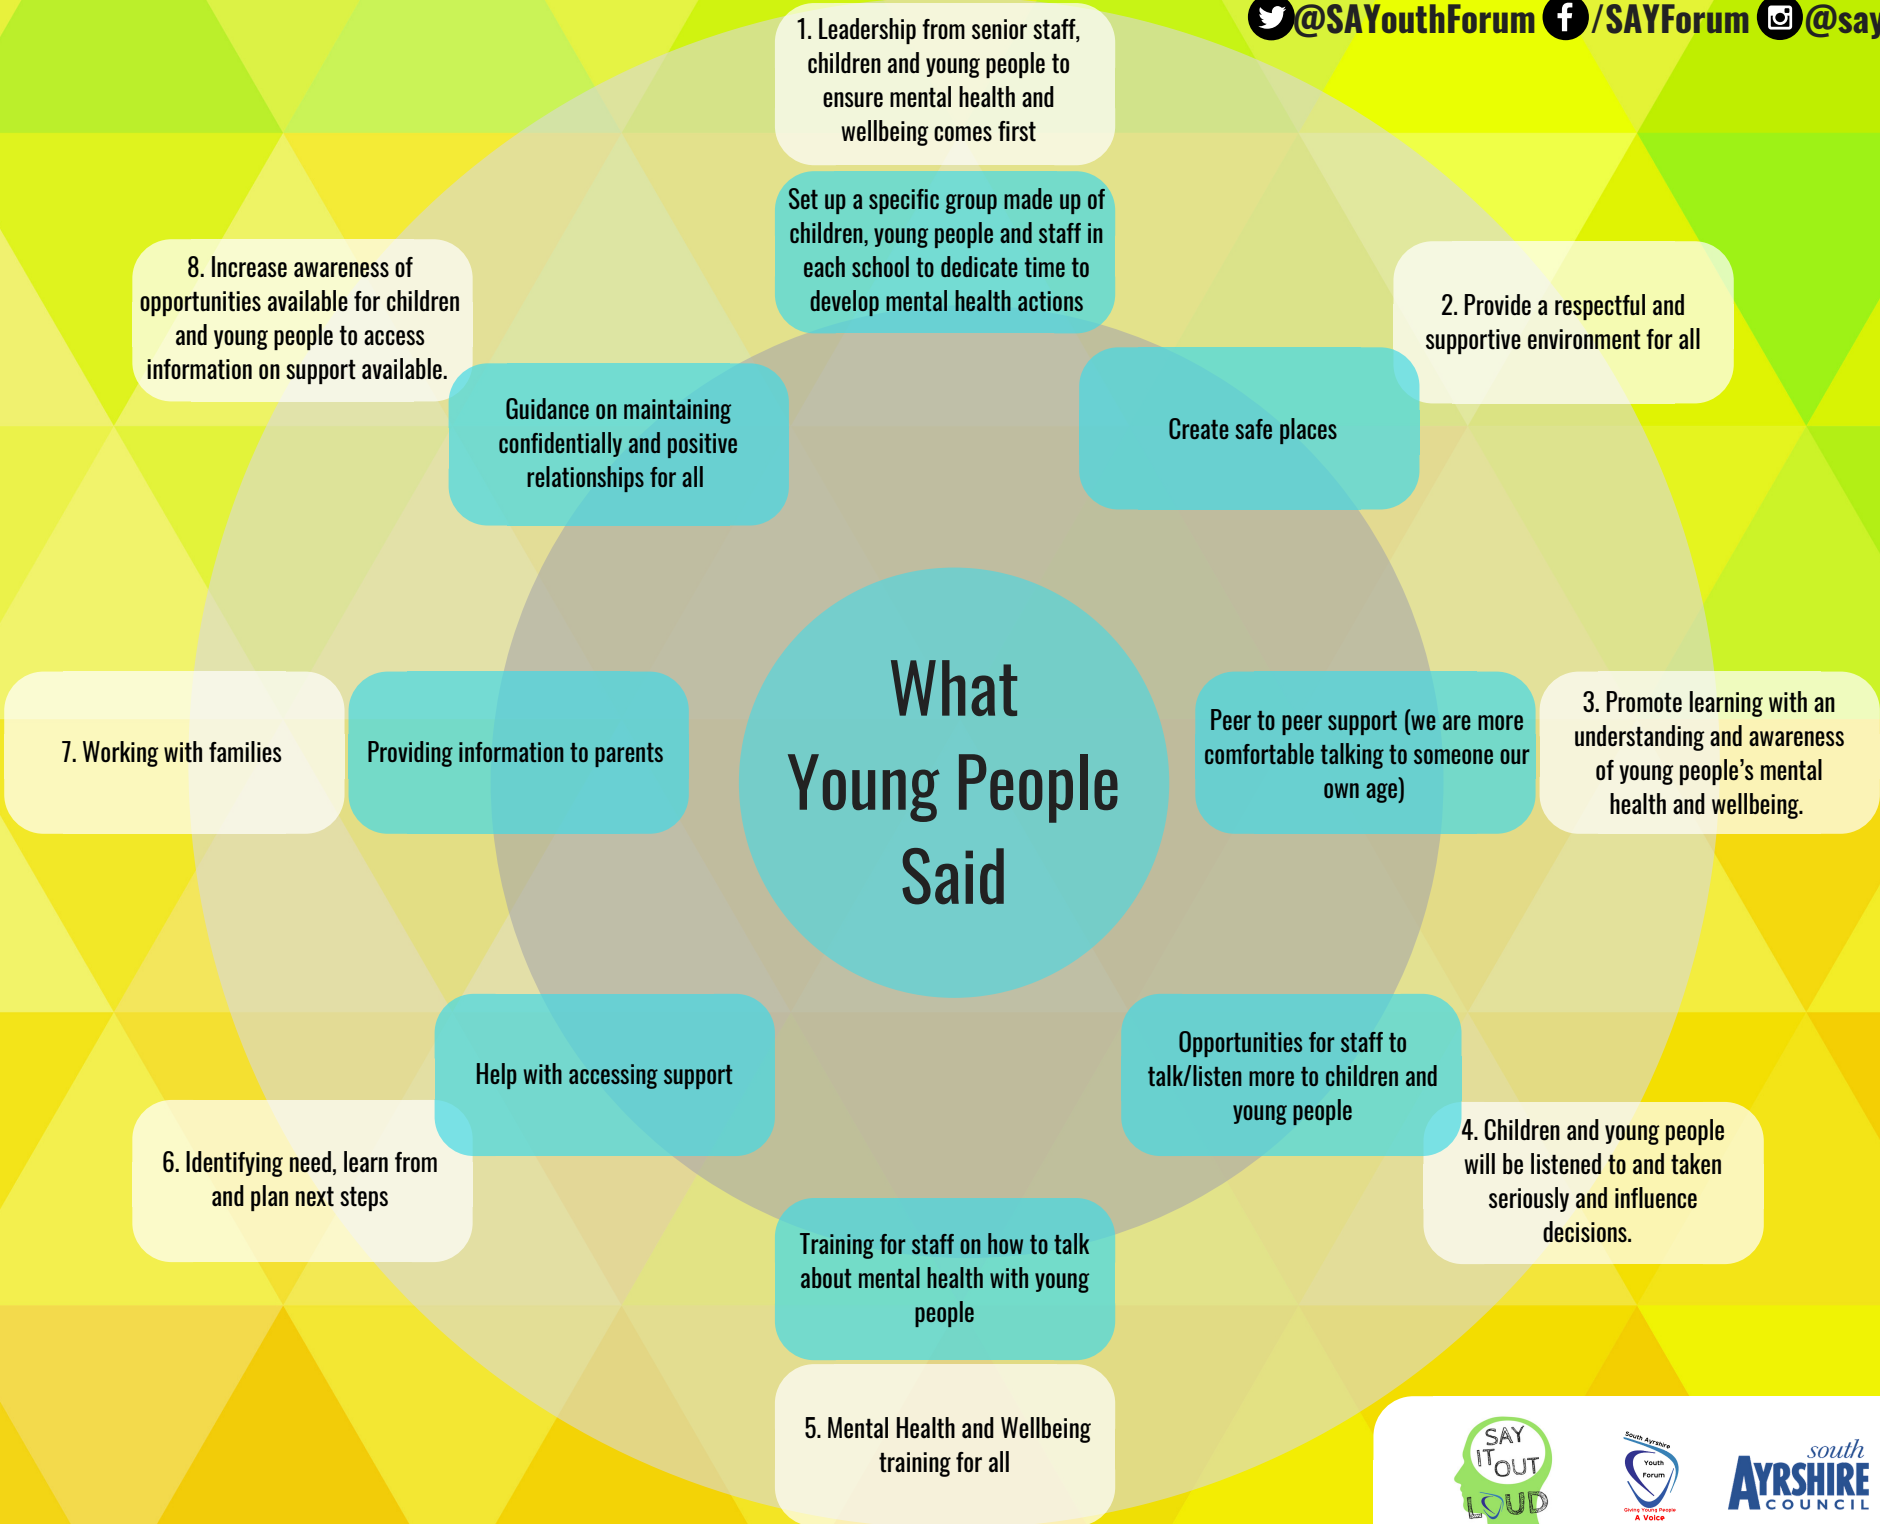 @SAYouthForum /SAYForum @say
1. Leadership from senior staff,
children and young people to
ensure mental health and
wellbeing comes first
Set up a specific group made up of
children, young people and staff in
each school to dedicate time to
develop mental health actions
2. Provide a respectful and
supportive environment for all
Create safe places
3. Promote learning with an
understanding and awareness
of young people's mental
health and wellbeing.
Peer to peer support (we are more
comfortable talking to someone our
own age)
4. Children and young people
will be listened to and taken
seriously and influence
decisions.
Opportunities for staff to
talk/listen more to children and
young people
Training for staff on how to talk
about mental health with young
people
5. Mental Health and Wellbeing
training for all
Help with accessing support
6. Identifying need, learn from
and plan next steps
7. Working with families
Providing information to parents
8. Increase awareness of
opportunities available for children
and young people to access
information on support available.
Guidance on maintaining
confidentially and positive
relationships for all
What
Young People
Said
SAY
IT
OUT
LOUD
South Ayrshire
Youth
Forum
Giving Young People
A Voice
south
AYRSHIRE
COUNCIL